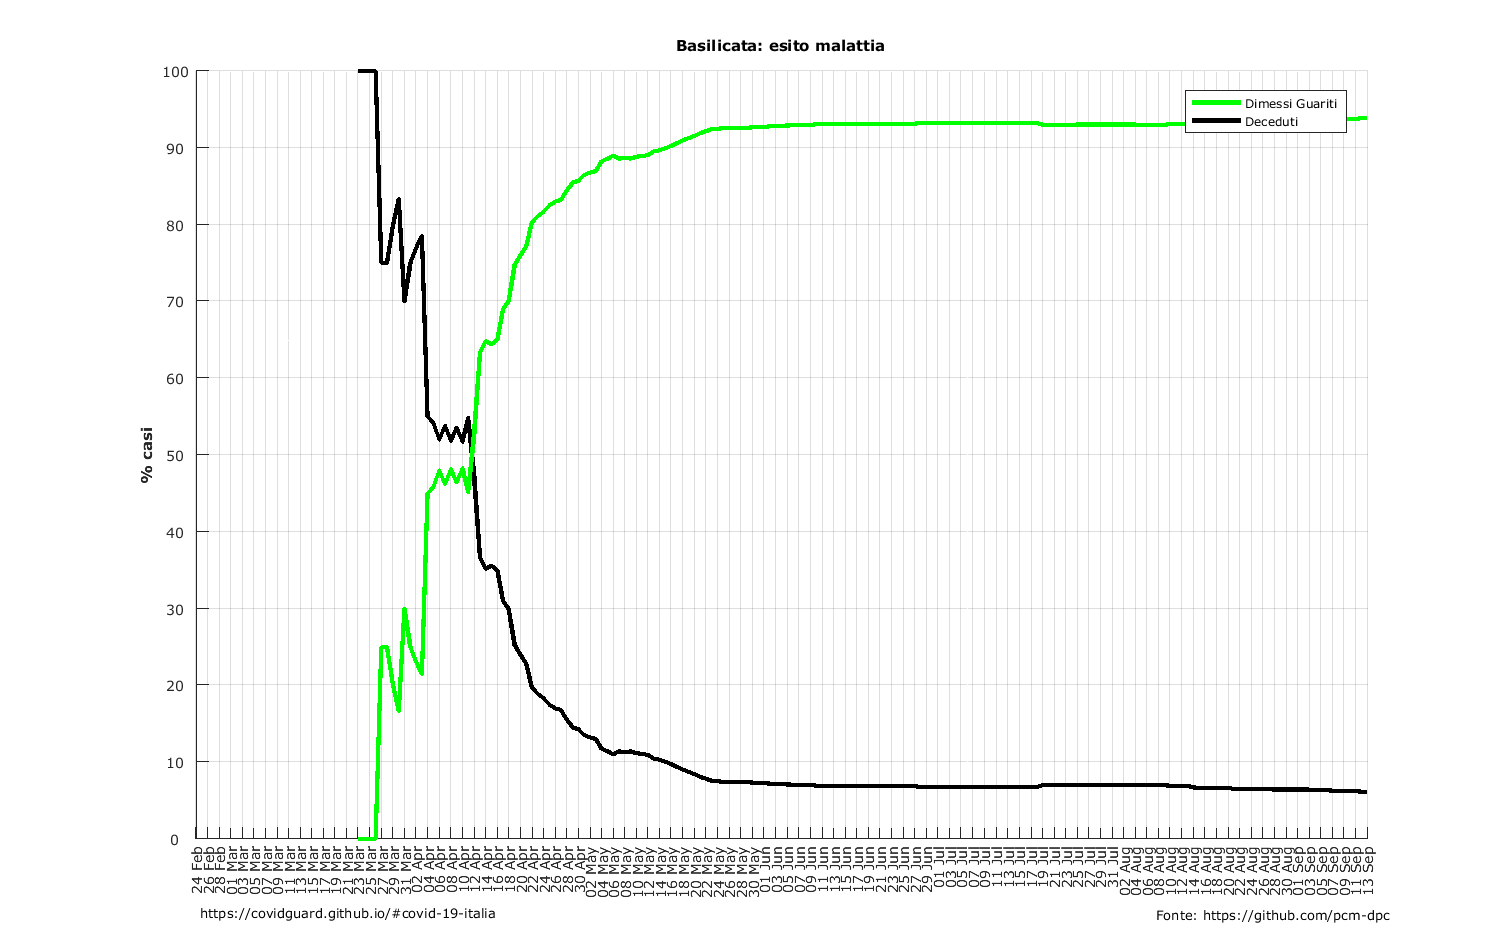 Basilicata: esito malattia
100
90
80
70
60
50
40
30
20
10
0
% casi
Dimessi Guariti
Deceduti
24 Feb
26 Feb
28 Feb
01 Mar
03 Mar
05 Mar
07 Mar
09 Mar
11 Mar
13 Mar
15 Mar
17 Mar
19 Mar
21 Mar
23 Mar
25 Mar
27 Mar
29 Mar
31 Mar
02 Apr
04 Apr
06 Apr
08 Apr
10 Apr
12 Apr
14 Apr
16 Apr
18 Apr
20 Apr
22 Apr
24 Apr
26 Apr
28 Apr
30 Apr
02 May
04 May
06 May
08 May
10 May
12 May
14 May
16 May
18 May
20 May
22 May
24 May
26 May
28 May
30 May
01 Jun
03 Jun
05 Jun
07 Jun
09 Jun
11 Jun
13 Jun
15 Jun
17 Jun
19 Jun
21 Jun
23 Jun
25 Jun
27 Jun
29 Jun
01 Jul
03 Jul
05 Jul
07 Jul
09 Jul
11 Jul
13 Jul
15 Jul
17 Jul
19 Jul
21 Jul
23 Jul
25 Jul
27 Jul
29 Jul
31 Jul
02 Aug
04 Aug
06 Aug
08 Aug
10 Aug
12 Aug
14 Aug
16 Aug
18 Aug
20 Aug
22 Aug
24 Aug
26 Aug
28 Aug
30 Aug
01 Sep
03 Sep
05 Sep
07 Sep
09 Sep
11 Sep
13 Sep
https://covidguard.github.io/#covid-19-italia
Fonte: https://github.com/pcm-dpc